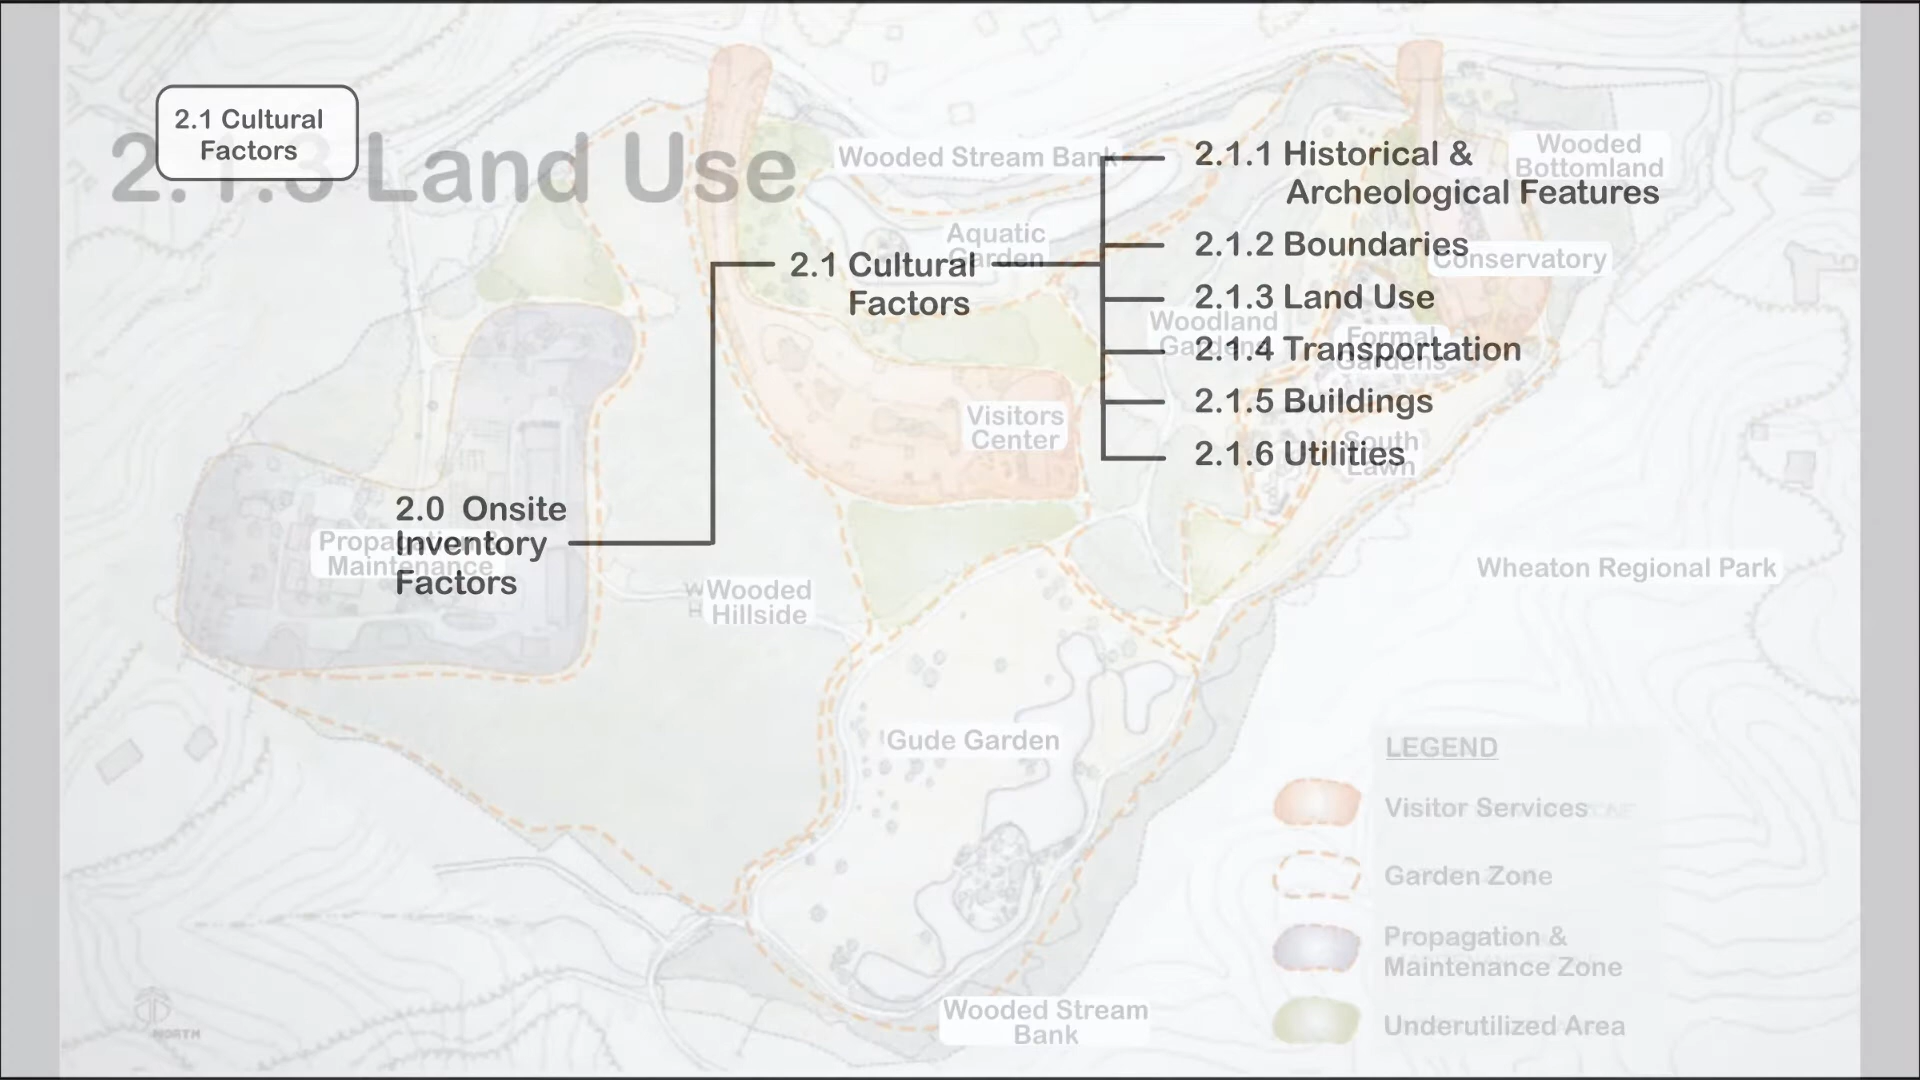 2.1 Cultural
Factors
2.1.3 Land Use
Wooded Stream Bank
2.1.1 Historical &
Archeological Features
Wooded
Bottomland
Aquatic
Garden
2.1 Cultural
Factors
2.1.2 Boundaries
Conservatory
2.1.3 Land Use
Woodland
Gardens
Formal
Gardens
2.1.4 Transportation
2.1.5 Buildings
Visitors
Center
South
Lawn
2.1.6 Utilities
2.0 Onsite
Inventory
Factors
Propagation &
Maintenance
Wooded
Hillside
Wheaton Regional Park
Gude Garden
LEGEND
Visitor Services
Garden Zone
Propagation &
Maintenance Zone
Underutilized Area
Wooded Stream
Bank
NORTH